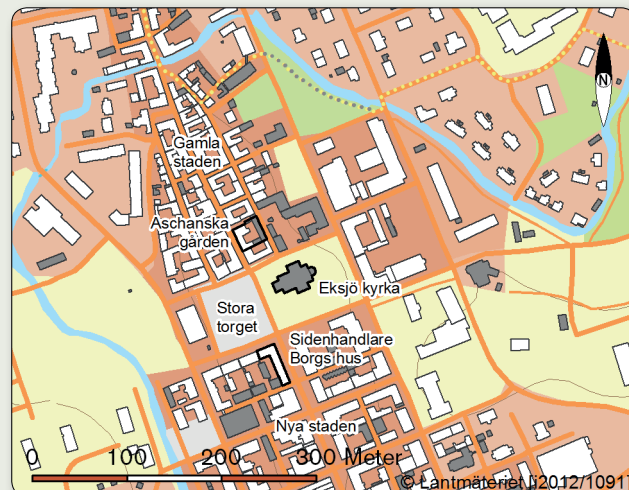 N
Gamla
staden
Aschanska
gården
Eksjö kyrka
Stora
torget
Sidenhandlare
Borgs hus
Nya staden
0 100 200 300 Meter
© Lantmäteriet [i2012/1091]